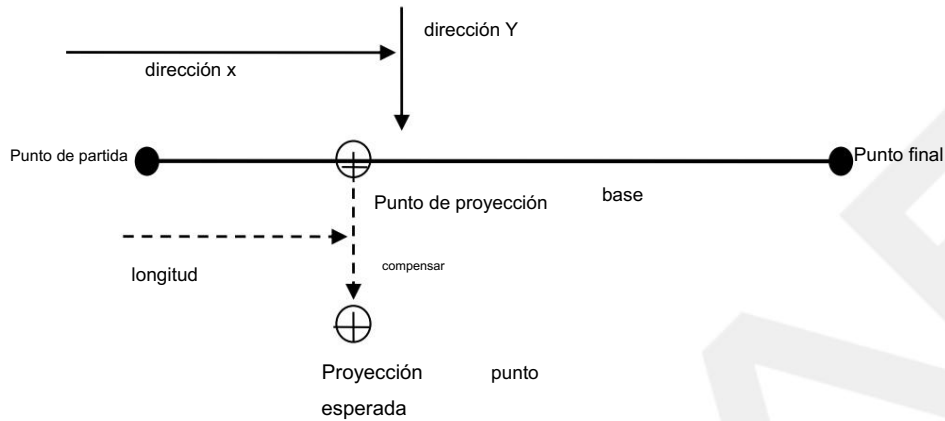 dirección Y
dirección x
Punto de partida
Punto final
Punto de proyección
base
compensar
longitud
Proyección punto
esperada